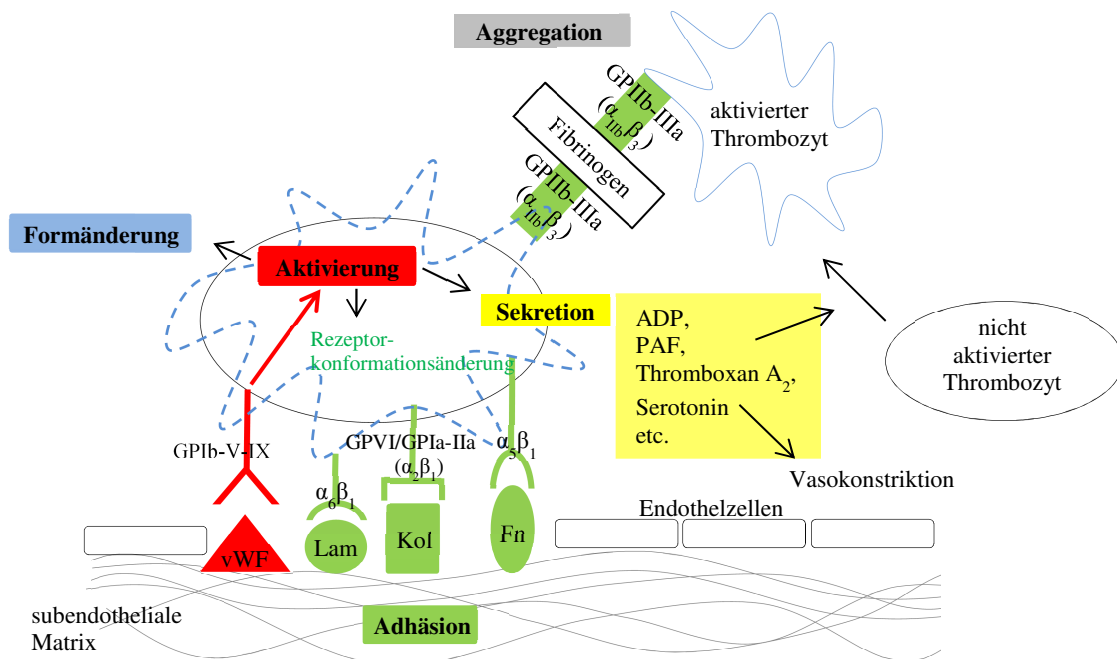 Aggregation
GPIIb-IIIa
(αIIbβ3)
Fibrinogen
GPIIb-IIIa
(αIIbβ3)
aktivierter
Thrombozyt
Formänderung
Aktivierung
Sekretion
Rezeptor-
konformationsänderung
ADP,
PAF,
Thromboxan A2,
Serotonin
etc.
nicht
aktivierter
Thrombozyt
Vasokonstriktion
GPIb-V-IX
GPVI/GPIa-IIa
(α2β1)
α5β1
α6β1
Endothelzellen
vWF
Lam
Kol
Fn
subendotheliale
Matrix
Adhäsion